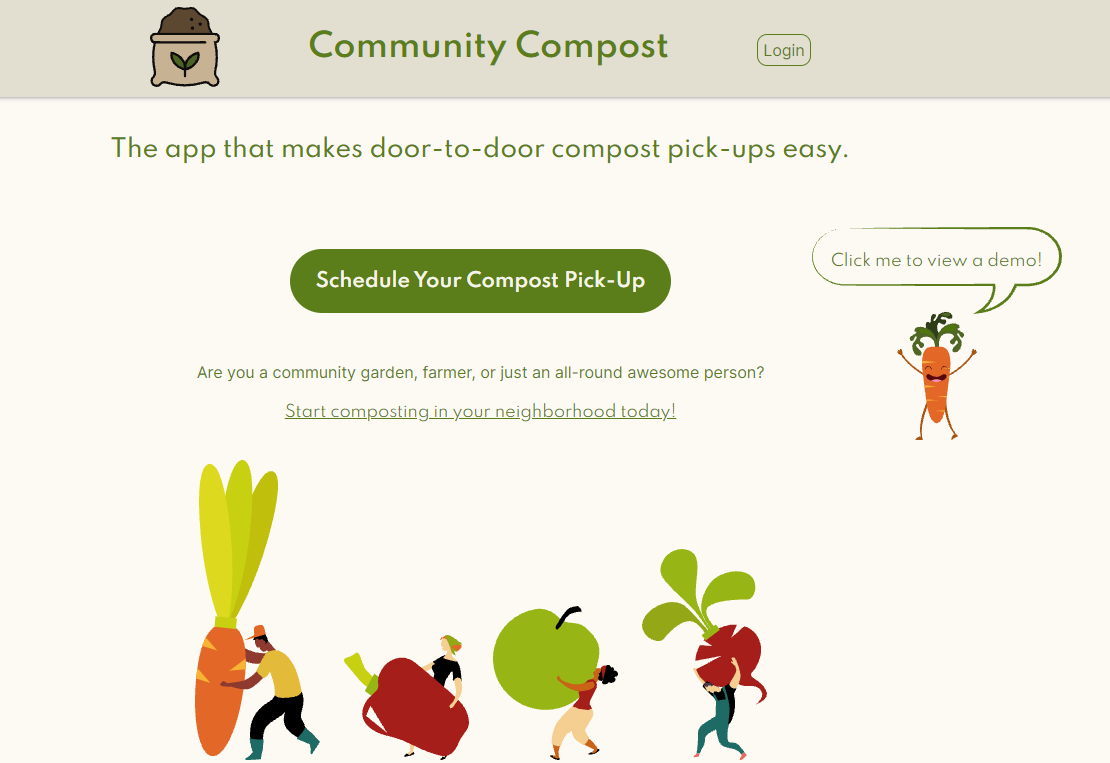 Community Compost
Login
The app that makes door-to-door compost pick-ups easy.
Click me to view a demo!
Schedule Your Compost Pick-Up
Are you a community garden, farmer, or just an all-round awesome person?
Start composting in your neighborhood today!